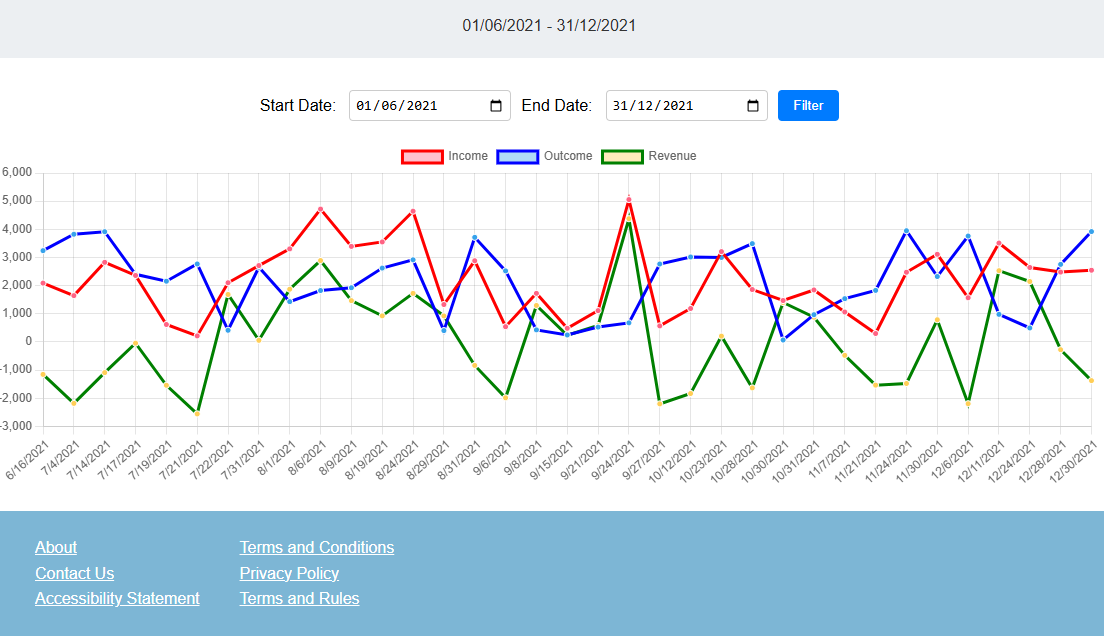 01/06/2021 - 31/12/2021
Start Date: 01/06/2021 End Date: 31/12/2021 Filter
Income Outcome Revenue
6,000
5,000
4,000
3,000
2,000
1,000
0
-1,000
-2,000
-3,000
6/16/2021 7/4/2021 7/14/2021 7/17/2021 7/19/2021 7/21/2021 7/22/2021 7/31/2021 8/1/2021 8/6/2021 8/9/2021 8/19/2021 8/24/2021 8/29/2021 8/31/2021 9/6/2021 9/8/2021 9/15/2021 9/21/2021 9/24/2021 9/27/2021 10/12/2021 10/23/2021 10/28/2021 10/30/2021 10/31/2021 11/7/2021 11/21/2021 11/24/2021 11/30/2021 12/6/2021 12/11/2021 12/24/2021 12/28/2021 12/30/2021
About
Contact Us
Accessibility Statement
Terms and Conditions
Privacy Policy
Terms and Rules